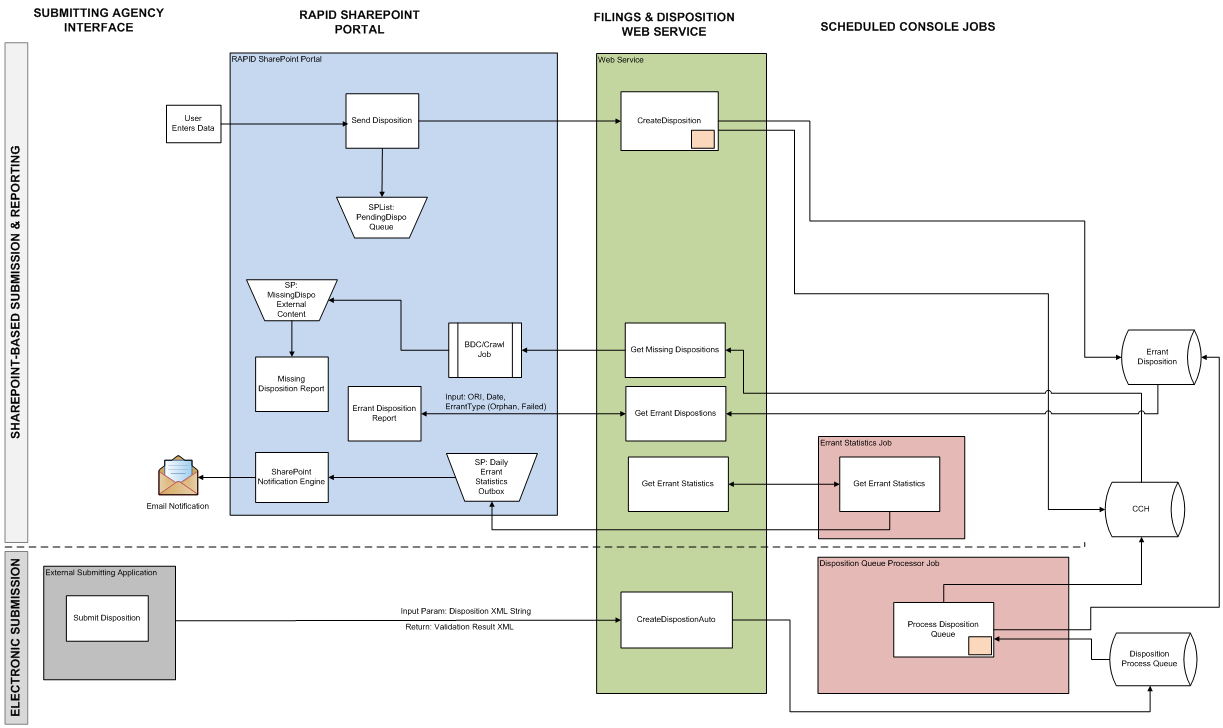 SUBMITTING AGENCY
INTERFACE
RAPID SHAREPOINT
PORTAL
FILINGS & DISPOSITION
WEB SERVICE
SCHEDULED CONSOLE JOBS
SHAREPOINT-BASED SUBMISSION & REPORTING
RAPID SharePoint Portal
Web Service
User
Enters Data
Send Disposition
CreateDisposition
SPList:
PendingDispo
Queue
SP:
MissingDispo
External
Content
BDC/Crawl
Job
Get Missing Dispositions
Errant
Disposition
Missing
Disposition Report
Errant Disposition
Report
Input: ORI, Date,
ErrantType (Orphan, Failed)
Get Errant Dispostions
Errant Statistics Job
SharePoint
Notification Engine
SP: Daily
Errant
Statistics
Outbox
Get Errant Statistics
Get Errant Statistics
Email Notification
CCH
ELECTRONIC SUBMISSION
External Submitting Application
Submit Disposition
Input Param: Disposition XML String
Return: Validation Result XML
CreateDispostionAuto
Disposition Queue Processor Job
Process Disposition
Queue
Disposition
Process Queue